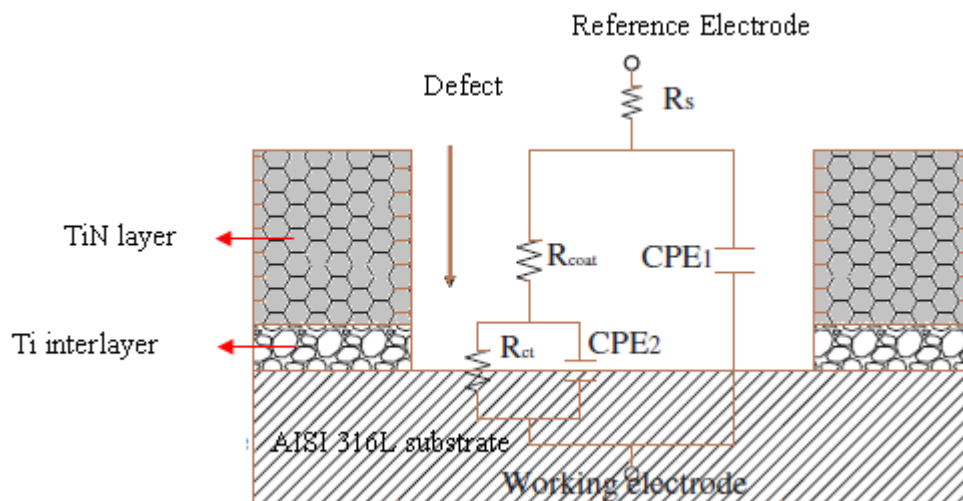 Reference Electrode
Defect
Rs
TiN layer
Rcoat
CPE1
Ti interlayer
Rct
CPE2
AISI 316L substrate
Working electrode